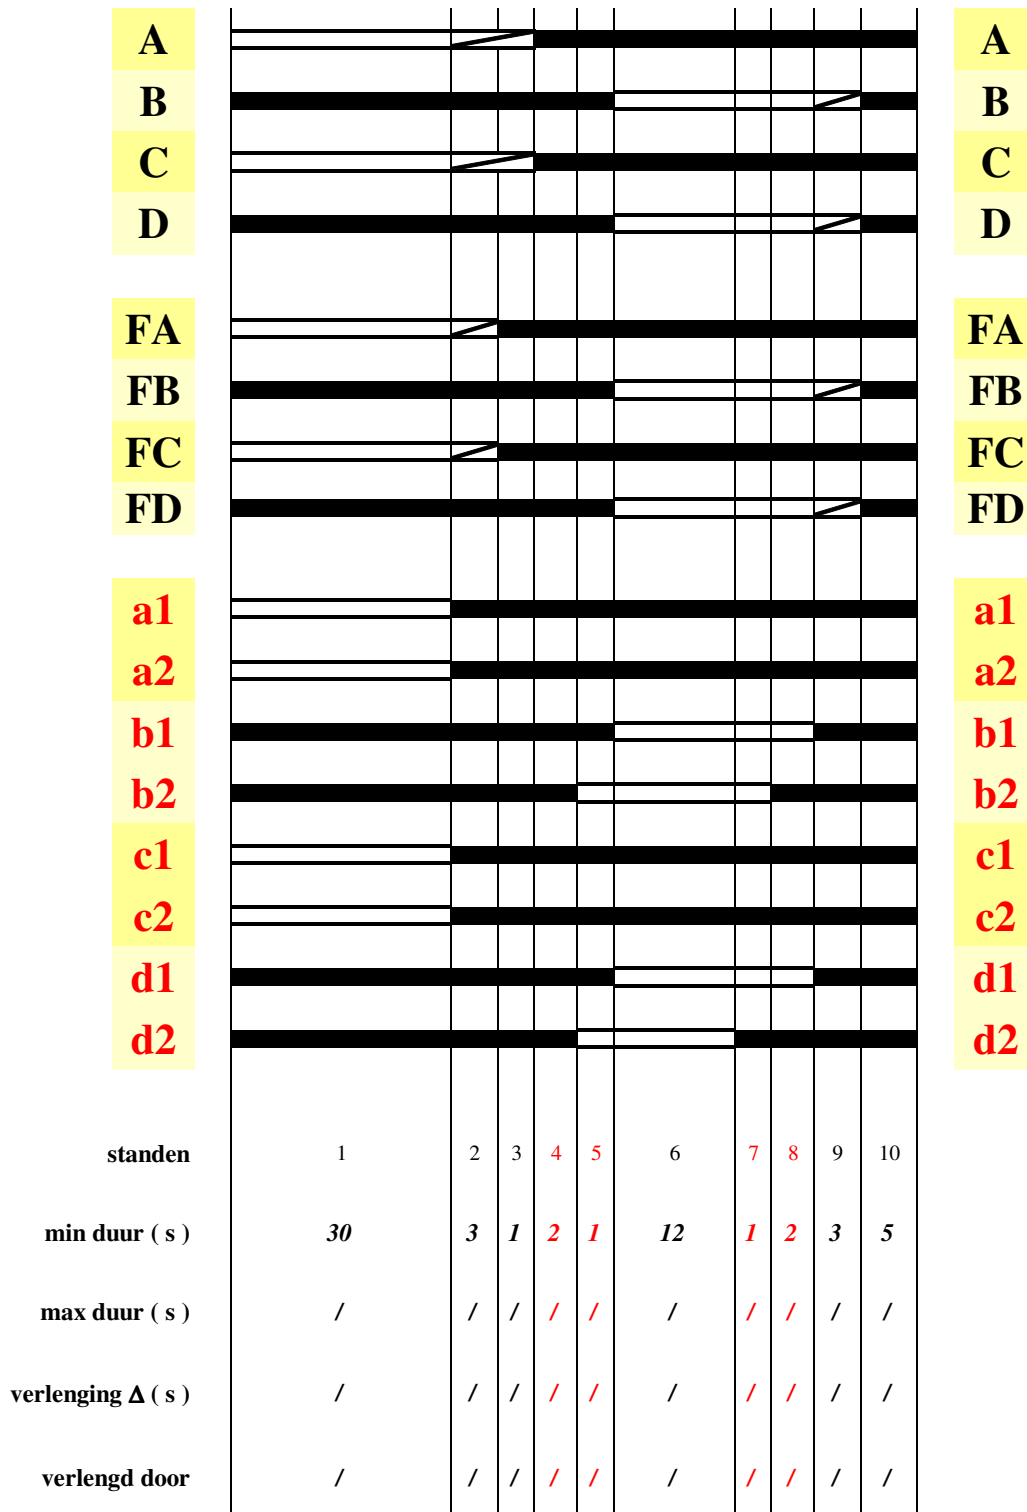 A A
B B
C C
D D
FA FA
FB FB
FC FC
FD FD
a1 a1
a2 a2
b1 b1
b2 b2
c1 c1
c2 c2
d1 d1
d2 d2
standen 1 2 3 4 5 6 7 8 9 10
min duur ( s ) 30 3 1 2 1 12 1 2 3 5
max duur ( s ) / / / / / / / / / /
verlenging Δ ( s ) / / / / / / / / / /
verlengd door / / / / / / / / / /